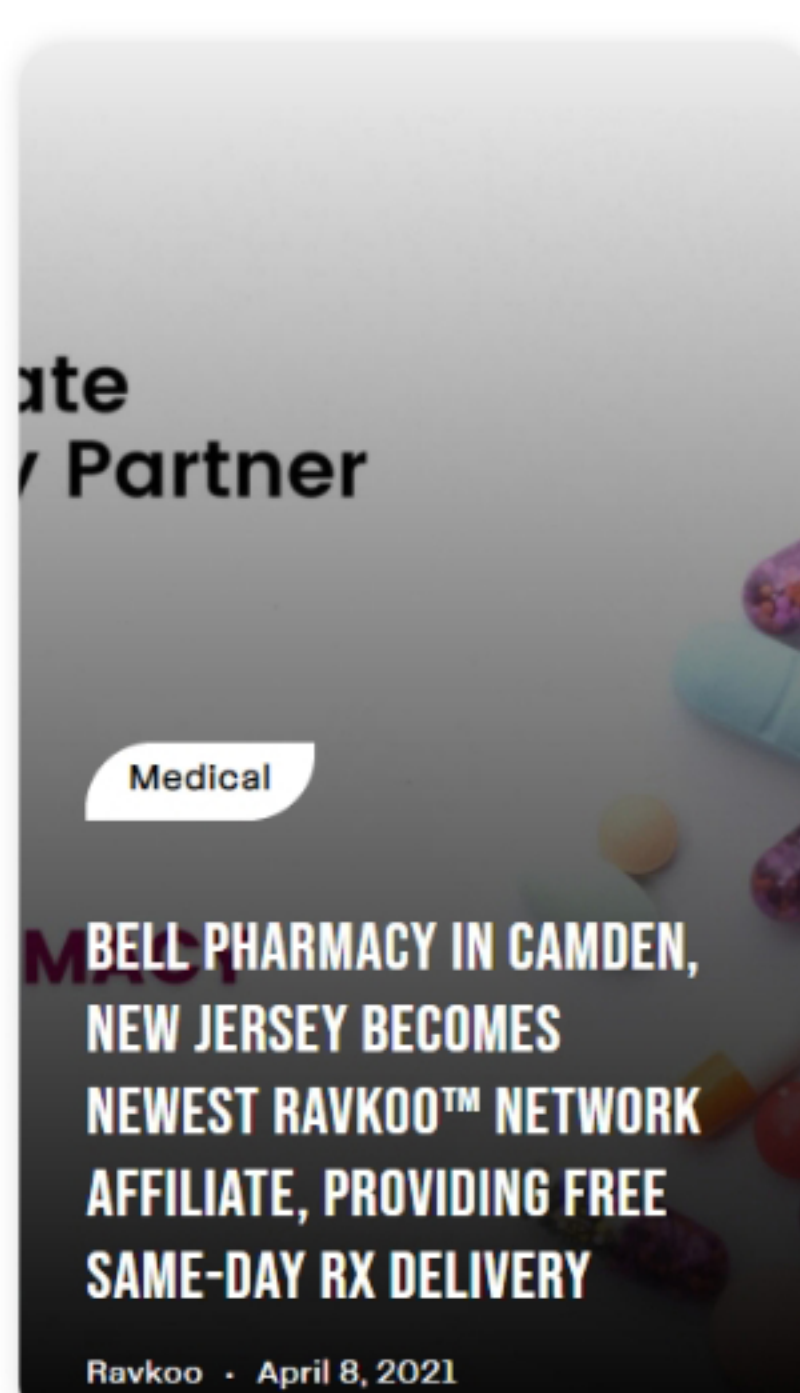 ate
y Partner
Medical
MACY
BELL PHARMACY IN CAMDEN,
NEW JERSEY BECOMES
NEWEST RAVKOO™ NETWORK
AFFILIATE, PROVIDING FREE
SAME-DAY RX DELIVERY
Ravkoo · April 8, 2021